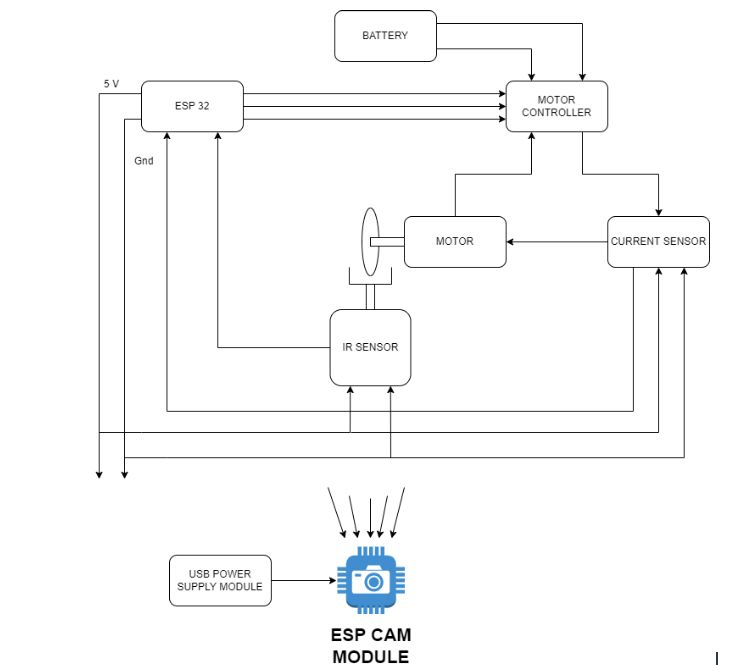 BATTERY
5 V
ESP 32
MOTOR
CONTROLLER
Gnd
MOTOR
CURRENT SENSOR
IR SENSOR
USB POWER
SUPPLY MODULE
ESP CAM
MODULE